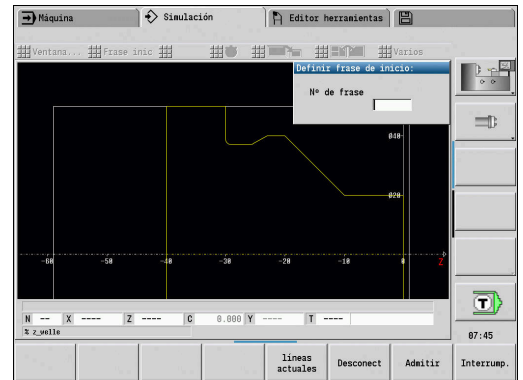 Máquina
Simulación
Editor herramientas
Ventana...
Frase inic
Varios
Definir frase de inicio:
Nº de frase
Ø40
Ø20
-60 -50 -40 -30 -20 -10 0 Z
N -- X ---- Z ---- C 0.000 Y ---- T ----
% z_welle
T
07:45
líneas actuales
Desconect
Admitir
Interrump.